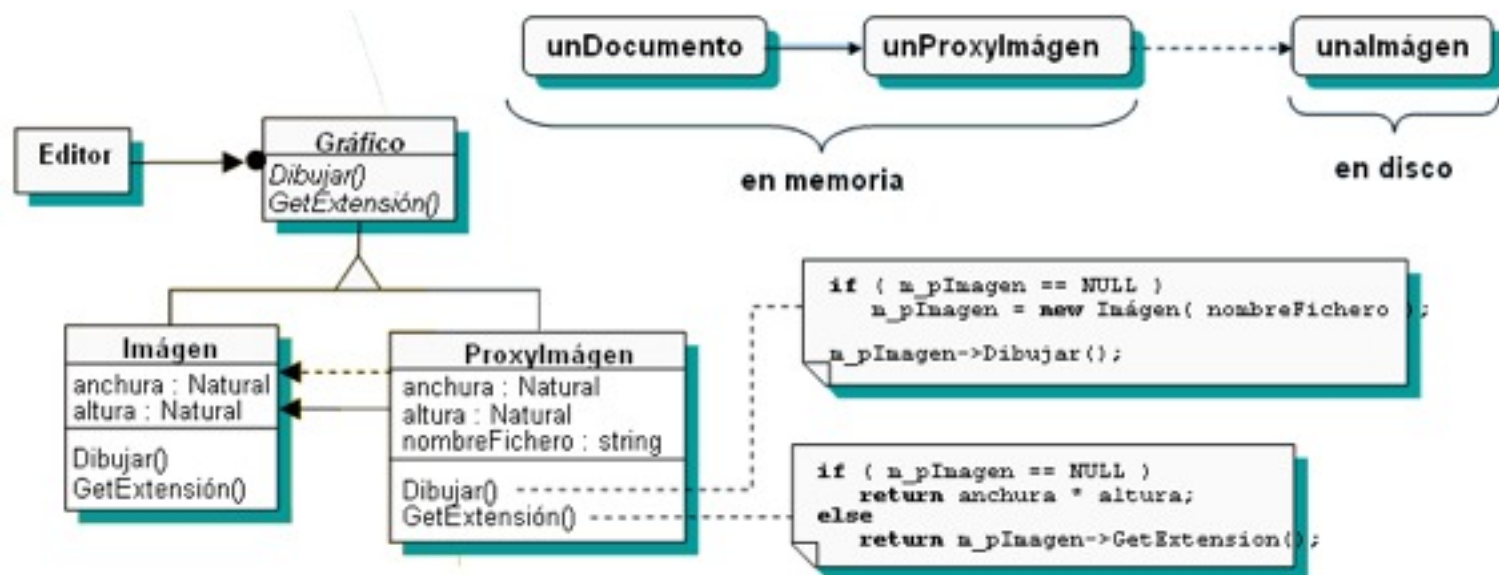 unDocumento
unProxyImágen
unaImágen
en memoria
en disco
Editor
Gráfico
Dibujar()
GetExtensión()
Imágen
anchura : Natural
altura : Natural
Dibujar()
GetExtensión()
ProxyImágen
anchura : Natural
altura : Natural
nombreFichero : string
Dibujar()
GetExtensión()
if ( m_pImagen == NULL )
m_pImagen = new Imágen( nombreFichero );
m_pImagen->Dibujar();
if ( m_pImagen == NULL )
return anchura * altura;
else
return m_pImagen->GetExtension();